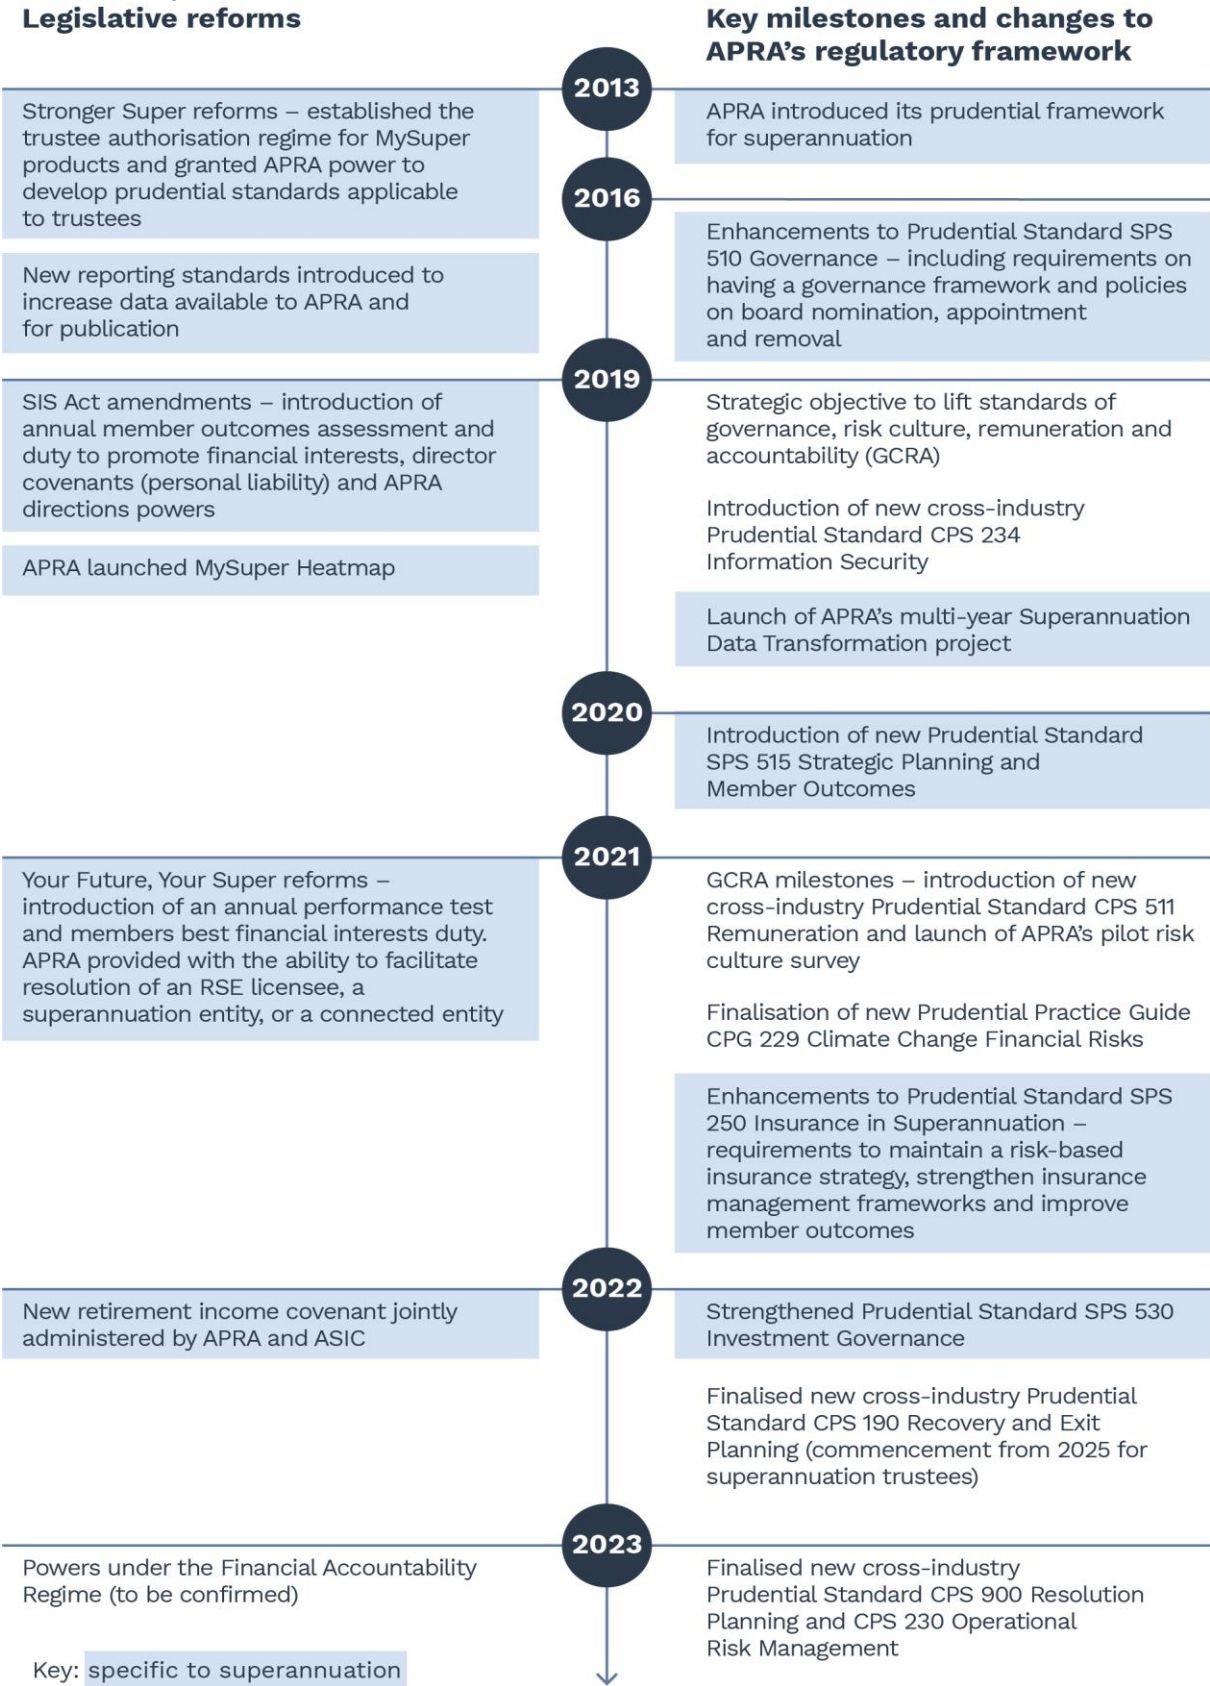 Legislative reforms
Key milestones and changes to
APRA's regulatory framework
2013
Stronger Super reforms – established the
trustee authorisation regime for MySuper
products and granted APRA power to
develop prudential standards applicable
to trustees
New reporting standards introduced to
increase data available to APRA and
for publication
APRA introduced its prudential framework
for superannuation
2016
Enhancements to Prudential Standard SPS
510 Governance – including requirements on
having a governance framework and policies
on board nomination, appointment
and removal
2019
SIS Act amendments – introduction of
annual member outcomes assessment and
duty to promote financial interests, director
covenants (personal liability) and APRA
directions powers
APRA launched MySuper Heatmap
Strategic objective to lift standards of
governance, risk culture, remuneration and
accountability (GCRA)
Introduction of new cross-industry
Prudential Standard CPS 234
Information Security
Launch of APRA's multi-year Superannuation
Data Transformation project
2020
Introduction of new Prudential Standard
SPS 515 Strategic Planning and
Member Outcomes
2021
Your Future, Your Super reforms –
introduction of an annual performance test
and members best financial interests duty.
APRA provided with the ability to facilitate
resolution of an RSE licensee, a
superannuation entity, or a connected entity
GCRA milestones – introduction of new
cross-industry Prudential Standard CPS 511
Remuneration and launch of APRA's pilot risk
culture survey
Finalisation of new Prudential Practice Guide
CPG 229 Climate Change Financial Risks
Enhancements to Prudential Standard SPS
250 Insurance in Superannuation –
requirements to maintain a risk-based
insurance strategy, strengthen insurance
management frameworks and improve
member outcomes
2022
New retirement income covenant jointly
administered by APRA and ASIC
Strengthened Prudential Standard SPS 530
Investment Governance
Finalised new cross-industry Prudential
Standard CPS 190 Recovery and Exit
Planning (commencement from 2025 for
superannuation trustees)
2023
Powers under the Financial Accountability
Regime (to be confirmed)
Finalised new cross-industry
Prudential Standard CPS 900 Resolution
Planning and CPS 230 Operational
Risk Management
Key: specific to superannuation